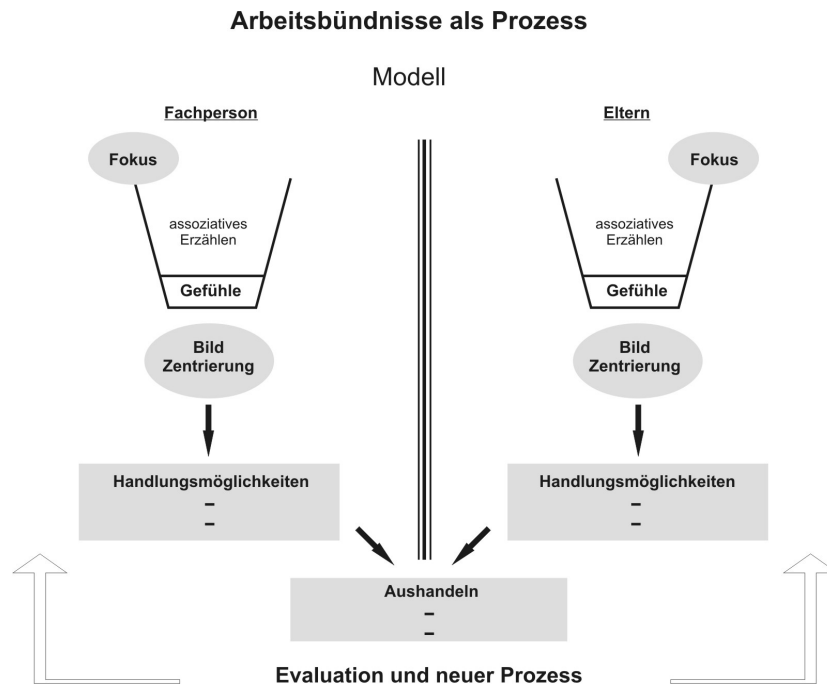 Arbeitsbündnisse als Prozess
Modell
Fachperson
Fokus
assoziatives
Erzählen
Gefühle
Bild
Zentrierung
Handlungsmöglichkeiten
–
–
Eltern
Fokus
assoziatives
Erzählen
Gefühle
Bild
Zentrierung
Handlungsmöglichkeiten
–
–
Aushandeln
–
–
Evaluation und neuer Prozess